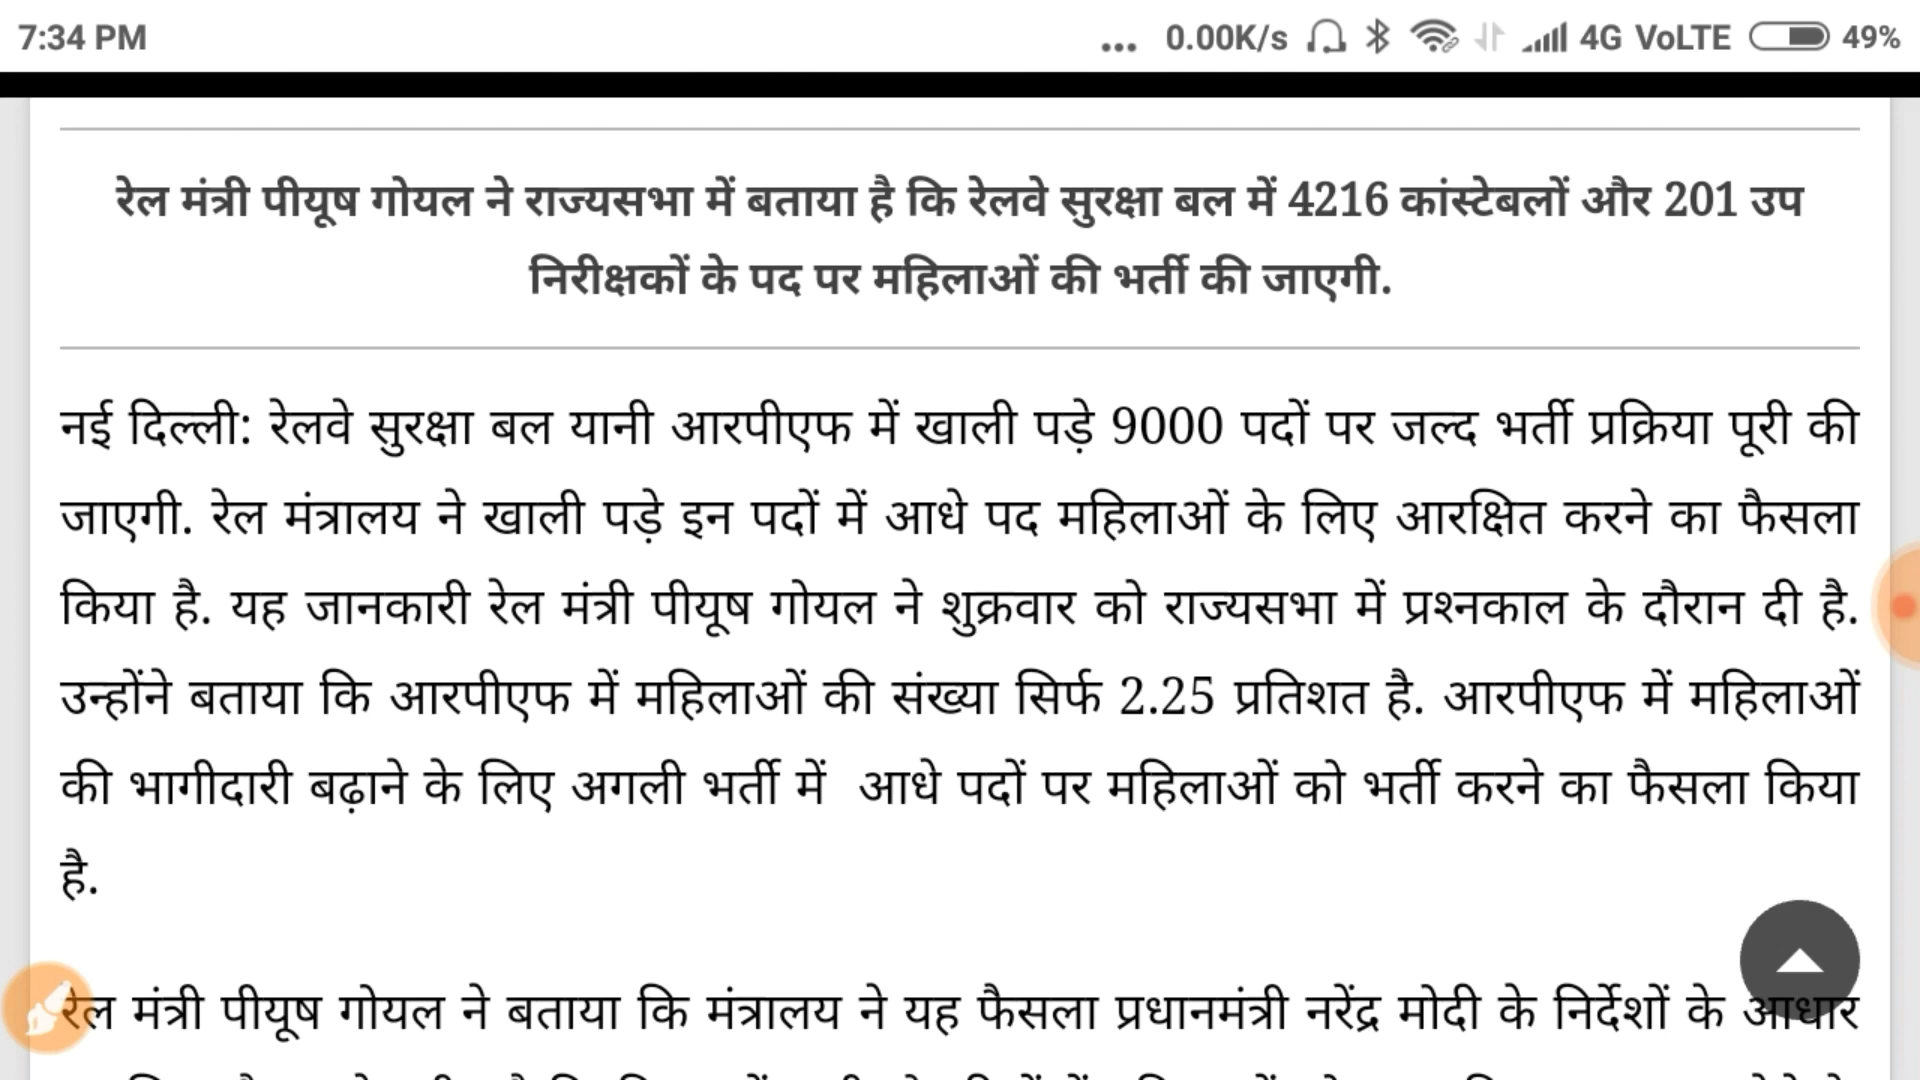 7:34 PM
... 0.00K/s 4G VoLTE 49%
रेल मंत्री पीयूष गोयल ने राज्यसभा में बताया है कि रेलवे सुरक्षा बल में 4216 कांस्टेबलों और 201 उप
निरीक्षकों के पद पर महिलाओं की भर्ती की जाएगी.
नई दिल्ली: रेलवे सुरक्षा बल यानी आरपीएफ में खाली पड़े 9000 पदों पर जल्द भर्ती प्रक्रिया पूरी की
जाएगी. रेल मंत्रालय ने खाली पड़े इन पदों में आधे पद महिलाओं के लिए आरक्षित करने का फैसला
किया है. यह जानकारी रेल मंत्री पीयूष गोयल ने शुक्रवार को राज्यसभा में प्रश्नकाल के दौरान दी है.
उन्होंने बताया कि आरपीएफ में महिलाओं की संख्या सिर्फ 2.25 प्रतिशत है. आरपीएफ में महिलाओं
की भागीदारी बढ़ाने के लिए अगली भर्ती में आधे पदों पर महिलाओं को भर्ती करने का फैसला किया
है.
रेल मंत्री पीयूष गोयल ने बताया कि मंत्रालय ने यह फैसला प्रधानमंत्री नरेंद्र मोदी के निर्देशों के आधार